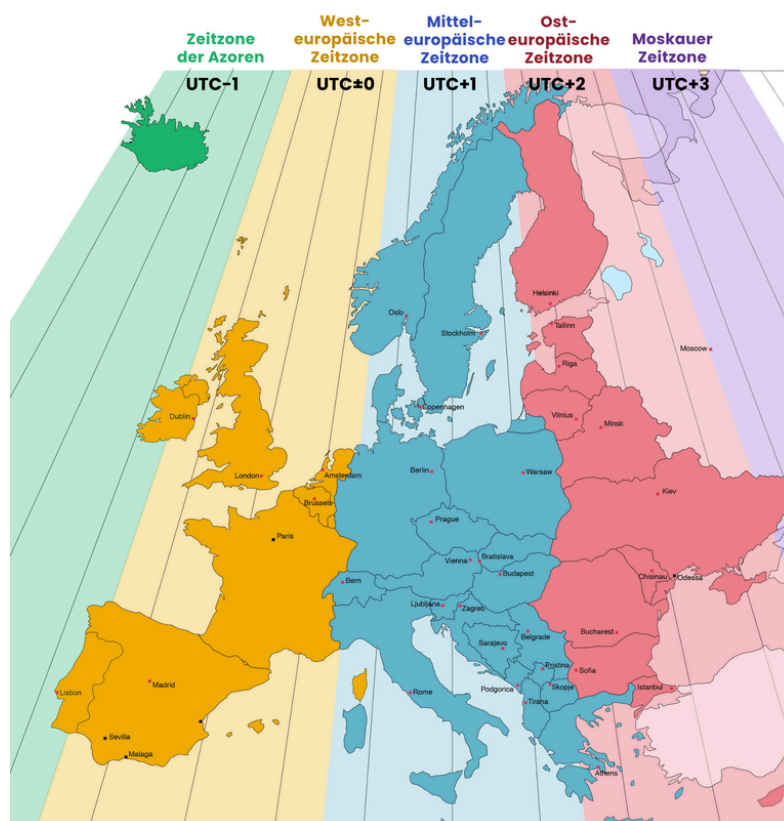 Zeitzone
der Azoren
West-
europäische
Zeitzone
Mittel-
europäische
Zeitzone
Ost-
europäische
Zeitzone
Moskauer
Zeitzone
UTC-1
UTC±0
UTC+1
UTC+2
UTC+3
Helsinki
Oslo
Tallinn
Stockholm
Moscow
Riga
Copenhagen
Dublin
Vilnius
Minsk
London
Amsterdam
Berlin
Warsaw
Brussels
Kiev
Prague
Paris
Vienna
Bratislava
Bern
Budapest
Chisinau
Odessa
Ljubljana
Zagreb
Belgrade
Bucharest
Sarajevo
Pristina
Sofia
Lisbon
Madrid
Rome
Podgorica
Skopje
Istanbul
Tirana
Sevilla
Malaga
Athens